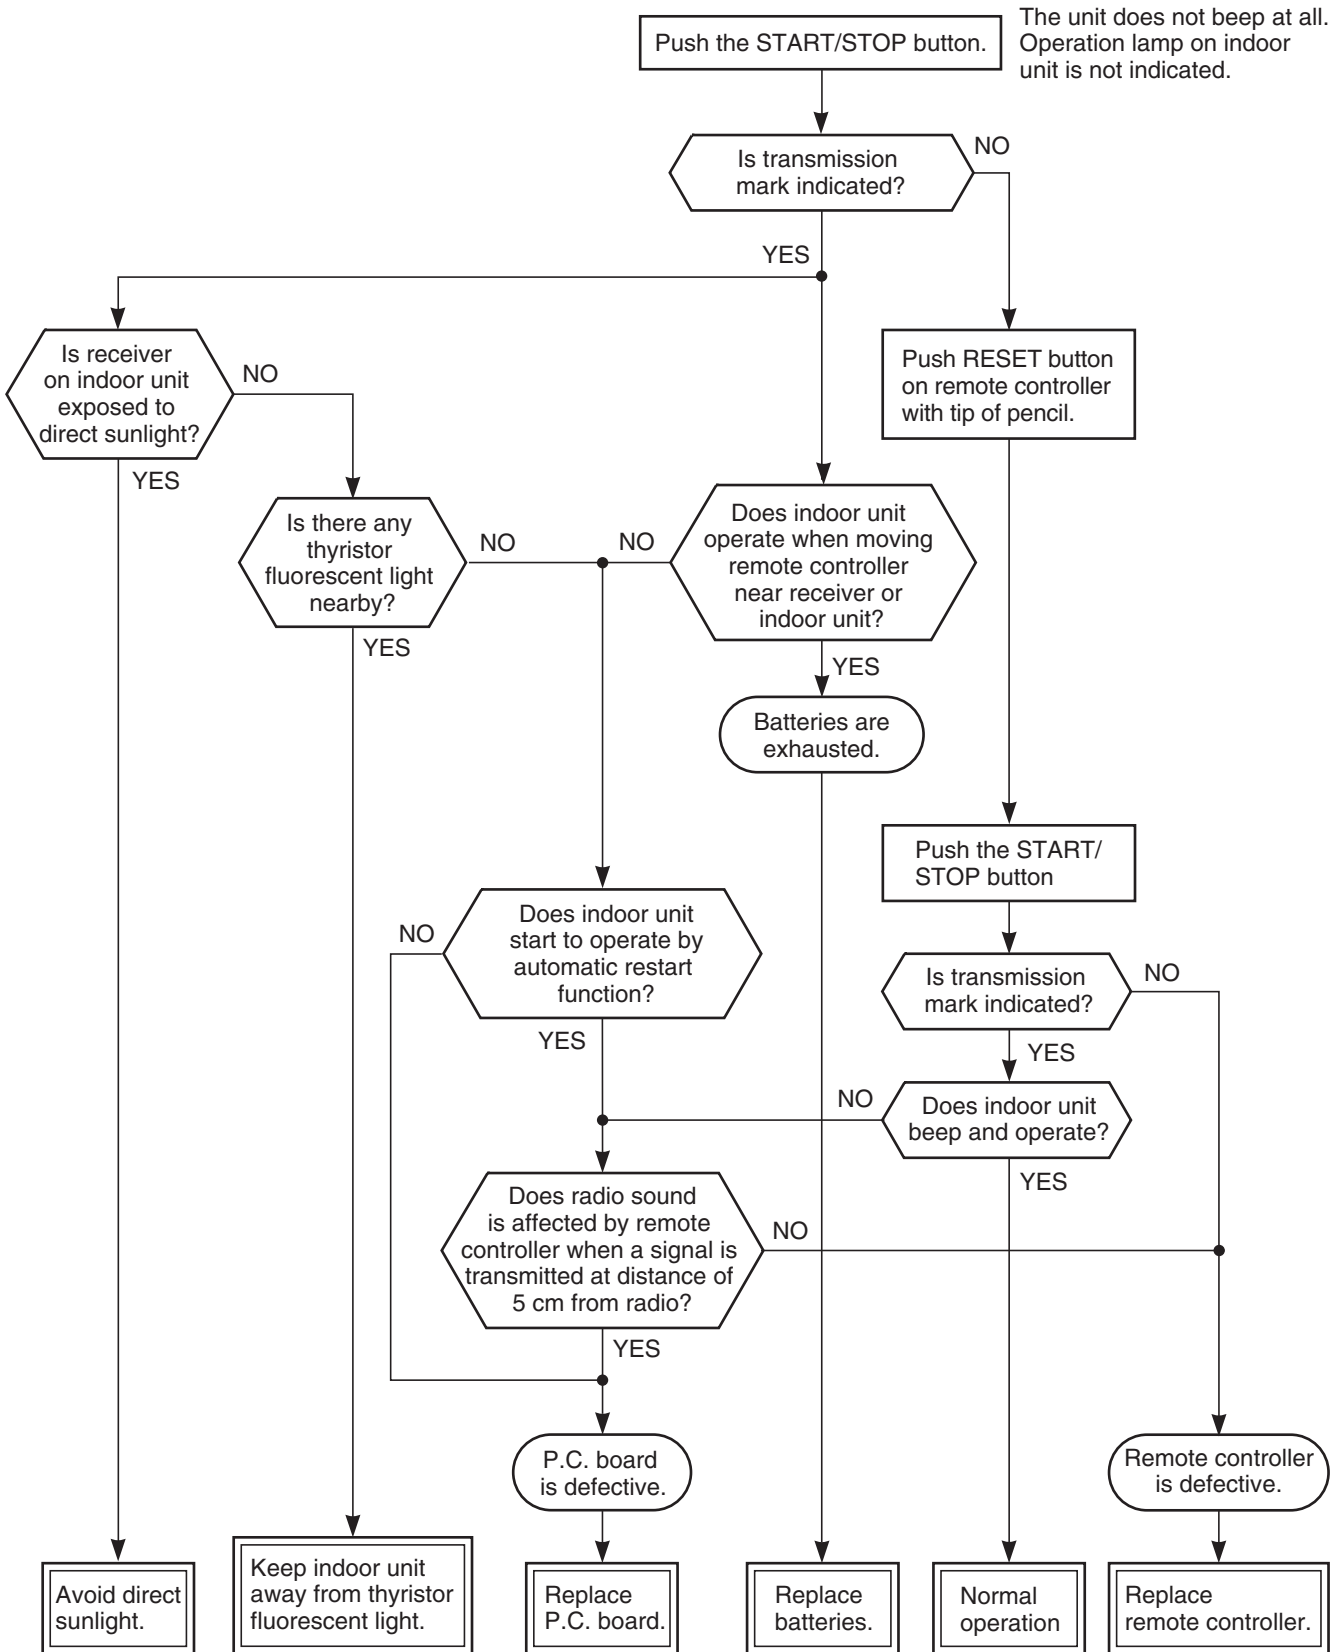 Push the START/STOP button.
The unit does not beep at all.
Operation lamp on indoor
unit is not indicated.
Is transmission
mark indicated?
NO
YES
Is receiver
on indoor unit
exposed to
direct sunlight?
NO
YES
Push RESET button
on remote controller
with tip of pencil.
Is there any
thyristor
fluorescent light
nearby?
NO
YES
NO
Does indoor unit
operate when moving
remote controller
near receiver or
indoor unit?
YES
Batteries are
exhausted.
Push the START/
STOP button
NO
Does indoor unit
start to operate by
automatic restart
function?
YES
Is transmission
mark indicated?
NO
YES
NO
Does indoor unit
beep and operate?
YES
Does radio sound
is affected by remote
controller when a signal is
transmitted at distance of
5 cm from radio?
NO
YES
P.C. board
is defective.
Remote controller
is defective.
Avoid direct
sunlight.
Keep indoor unit
away from thyristor
fluorescent light.
Replace
P.C. board.
Replace
batteries.
Normal
operation
Replace
remote controller.